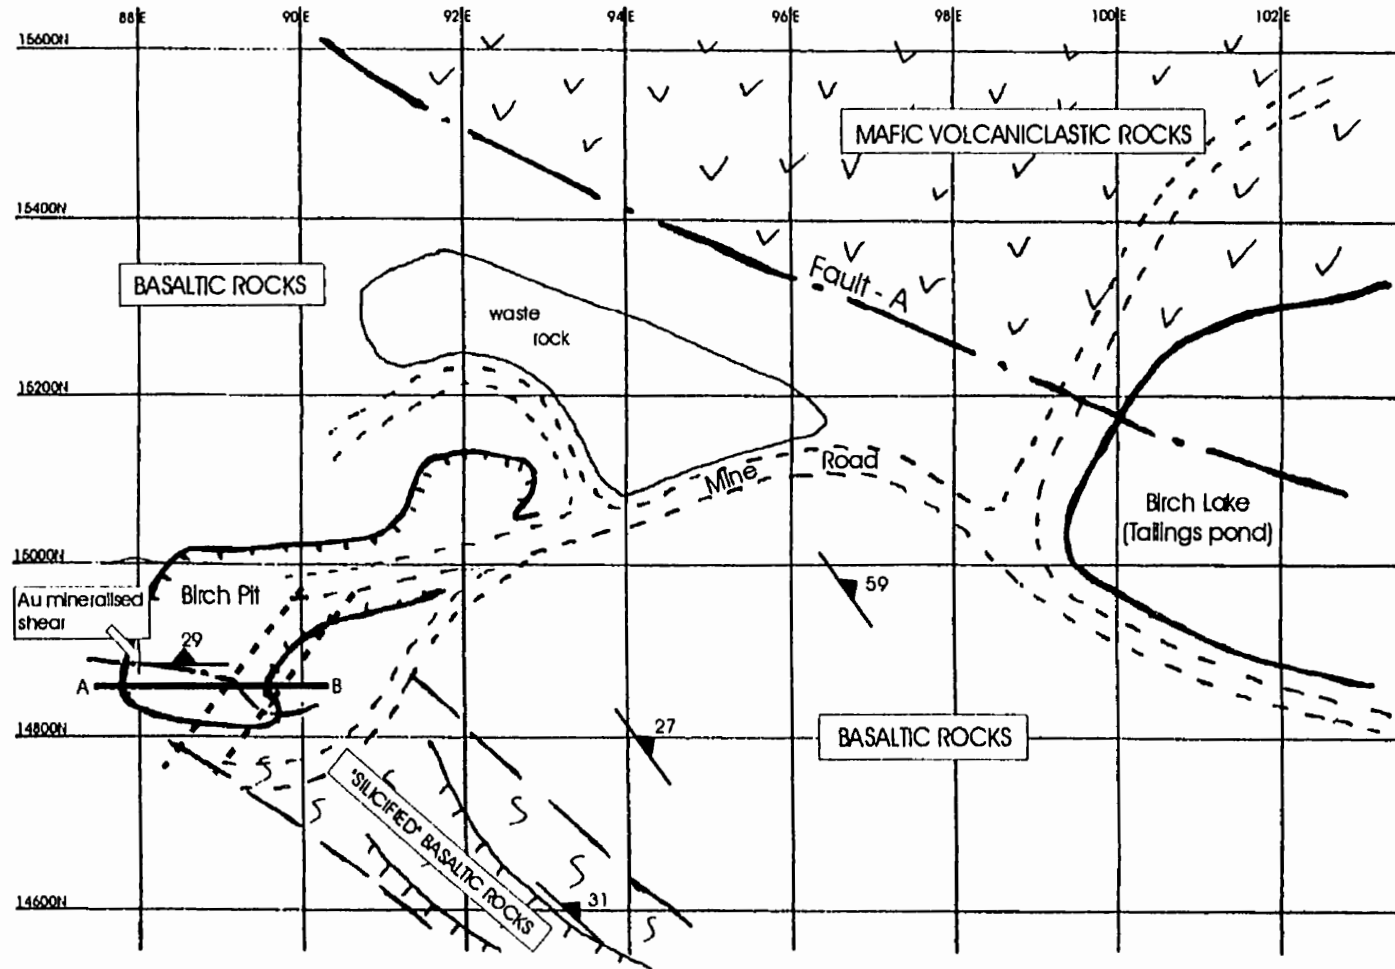 88E 90E 92E 94E 96E 98E 100E 102E
15600N
MAFIC VOLCANICLASTIC ROCKS
15400N
BASALTIC ROCKS
Fault - A
waste
rock
15200N
Mine Road
Birch Lake
(Tailings pond)
15000N
59
Au mineralised
shear
Birch Pit
29
A B
27
14800N
BASALTIC ROCKS
"SILICIFIED" BASALTIC ROCKS
31
14600N